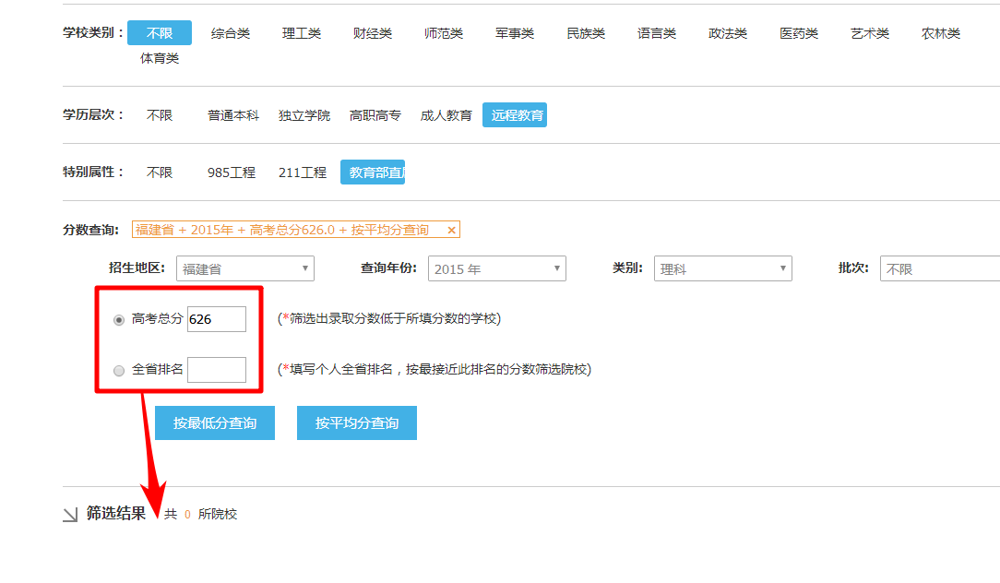 学校类别： 不限 综合类 理工类 财经类 师范类 军事类 民族类 语言类 政法类 医药类 艺术类 农林类
体育类
学历层次： 不限 普通本科 独立学院 高职高专 成人教育 远程教育
特别属性： 不限 985工程 211工程 教育部直
分数查询: 福建省 + 2015年 + 高考总分626.0 + 按平均分查询 ×
招生地区: 福建省 查询年份: 2015 年 类别: 理科 批次: 不限
高考总分 626 (*筛选出录取分数低于所填分数的学校)
全省排名 (*填写个人全省排名，按最接近此排名的分数筛选院校)
按最低分查询 按平均分查询
筛选结果 共 0 所院校